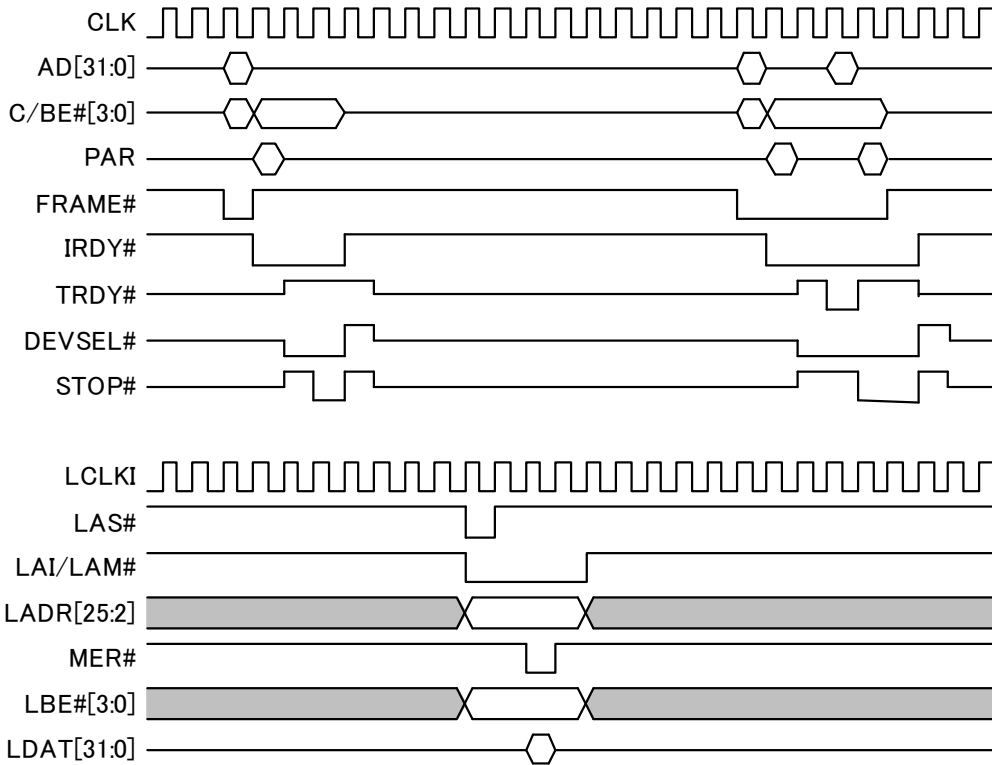 CLK
AD[31:0]
C/BE#[3:0]
PAR
FRAME#
IRDY#
TRDY#
DEVSEL#
STOP#
LCLKI
LAS#
LAI/LAM#
LADR[25:2]
MER#
LBE#[3:0]
LDAT[31:0]